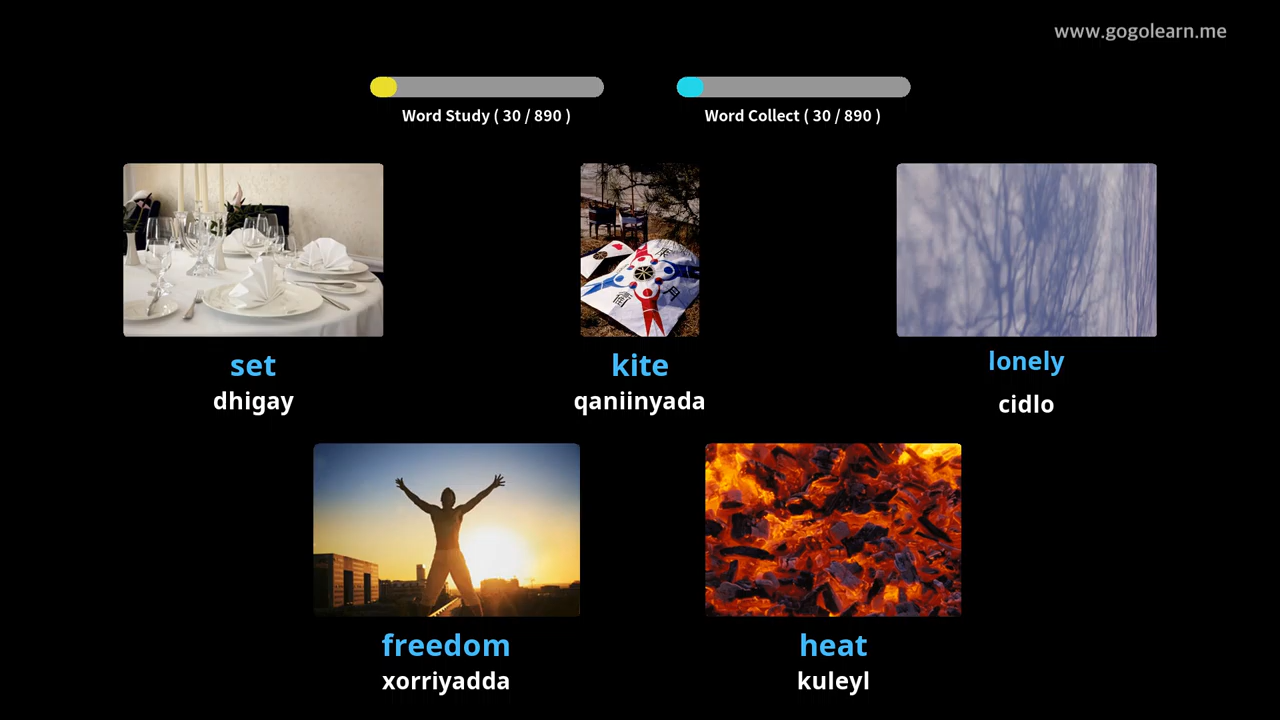 www.gogolearn.me
Word Study ( 30 / 890 )
Word Collect ( 30 / 890 )
set
dhigay
kite
qaniinyada
lonely
cidlo
freedom
xorriyadda
heat
kuleyl